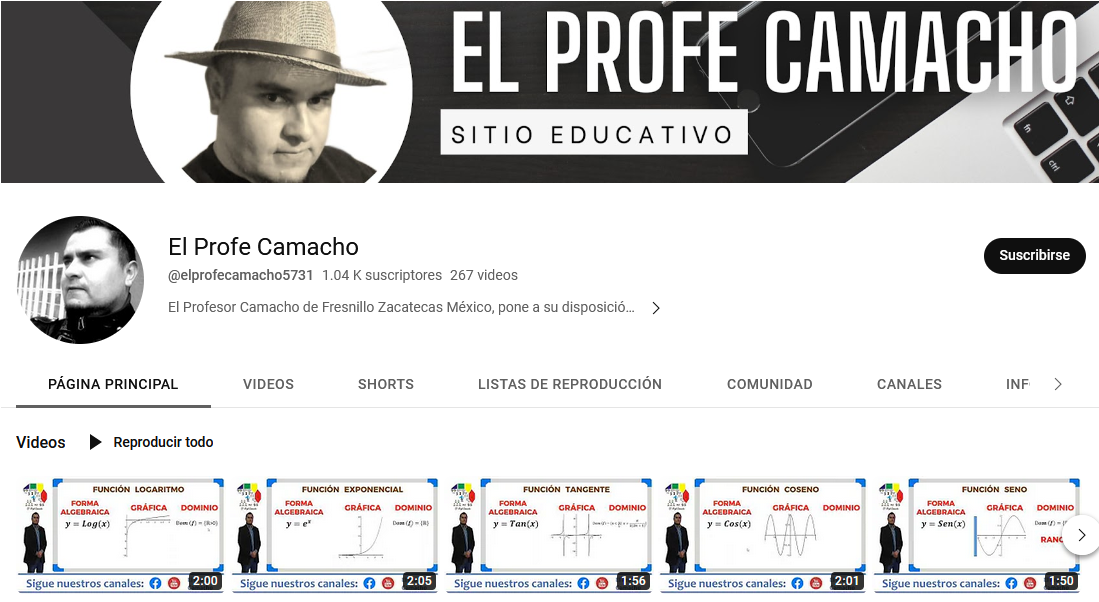 EL PROFE CAMACHO
SITIO EDUCATIVO
fn
ctrl
El Profe Camacho
Suscribirse
@elprofecamacho5731 1.04 K suscriptores 267 videos
El Profesor Camacho de Fresnillo Zacatecas México, pone a su disposició…
PÁGINA PRINCIPAL VIDEOS SHORTS LISTAS DE REPRODUCCIÓN COMUNIDAD CANALES INF
Videos Reproducir todo
FUNCIÓN LOGARITMO
FORMA ALGEBRAICA GRÁFICA DOMINIO
y = Log(x) Dom (f) = {ℝ>0}
Sigue nuestros canales: 2:00
FUNCIÓN EXPONENCIAL
FORMA ALGEBRAICA GRÁFICA DOMINIO
y = eˣ Dom (f) = {ℝ}
Sigue nuestros canales: 2:05
FUNCIÓN TANGENTE
FORMA ALGEBRAICA GRÁFICA DOMINIO
y = Tan(x)
Sigue nuestros canales: 1:56
FUNCIÓN COSENO
FORMA ALGEBRAICA GRÁFICA DOMINIO
y = Cos(x) Dom (f) = {ℝ}
Sigue nuestros canales: 2:01
FUNCIÓN SENO
FORMA ALGEBRAICA GRÁFICA DOMINIO
y = Sen(x) Dom (f) =
RANG
Sigue nuestros canales: 1:50